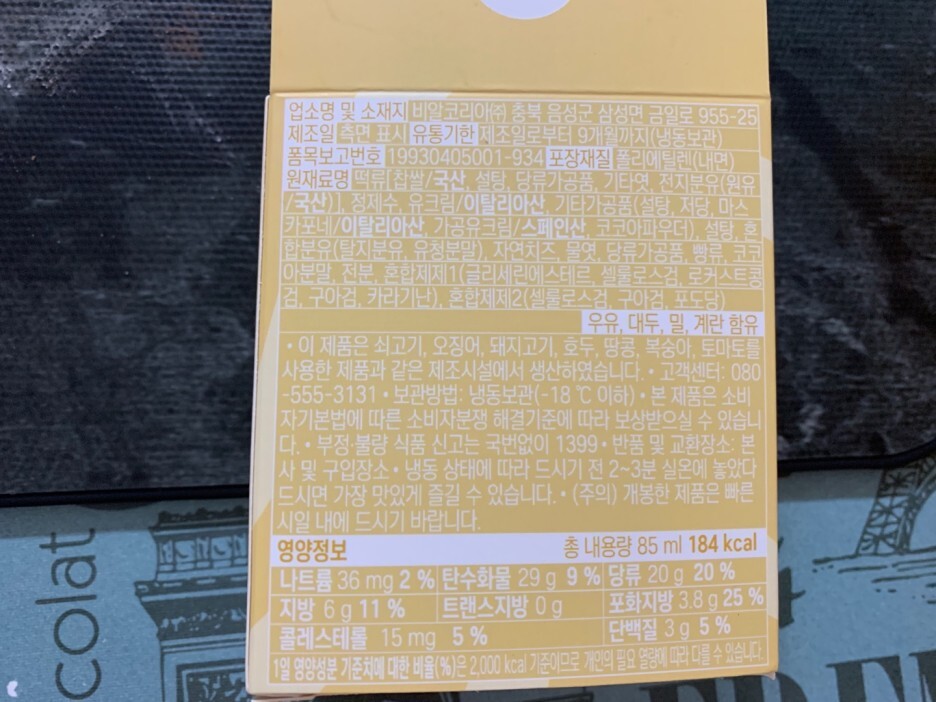 업소명 및 소재지 비알코리아㈜ 충북 음성군 삼성면 금일로 955-25
제조일 측면 표시 유통기한 제조일로부터 9개월까지(냉동보관)
품목보고번호 19930405001-934 포장재질 폴리에틸렌(내면)
원재료명 떡류[찹쌀/국산, 설탕, 당류가공품, 기타엿, 전지분유(원유
/국산)], 정제수, 유크림/이탈리아산, 기타가공품(설탕, 저당, 마스
카포네/이탈리아산, 가공유크림/스페인산, 코코아파우더), 설탕, 혼
합분유(탈지분유, 유청분말), 자연치즈, 물엿, 당류가공품, 빵류, 코코
아분말, 전분, 혼합제제1(글리세린에스테르, 셀룰로스검, 로커스트콩
검, 구아검, 카라기난), 혼합제제2(셀룰로스검, 구아검, 포도당)
우유, 대두, 밀, 계란 함유
• 이 제품은 쇠고기, 오징어, 돼지고기, 호두, 땅콩, 복숭아, 토마토를
사용한 제품과 같은 제조시설에서 생산하였습니다. • 고객센터: 080
-555-3131 • 보관방법: 냉동보관(-18 ℃ 이하) • 본 제품은 소비
자기본법에 따른 소비자분쟁 해결기준에 따라 보상받으실 수 있습니
다. • 부정·불량 식품 신고는 국번없이 1399 • 반품 및 교환장소: 본
사 및 구입장소 • 냉동 상태에 따라 드시기 전 2~3분 실온에 놓았다
드시면 가장 맛있게 즐길 수 있습니다. • (주의) 개봉한 제품은 빠른
시일 내에 드시기 바랍니다.
영양정보 총 내용량 85 ml 184 kcal
나트륨 36 mg 2 % 탄수화물 29 g 9 % 당류 20 g 20 %
지방 6 g 11 % 트랜스지방 0 g 포화지방 3.8 g 25 %
콜레스테롤 15 mg 5 % 단백질 3 g 5 %
1일 영양성분 기준치에 대한 비율(%)은 2,000 kcal 기준이므로 개인의 필요 열량에 따라 다를 수 있습니다.
colat